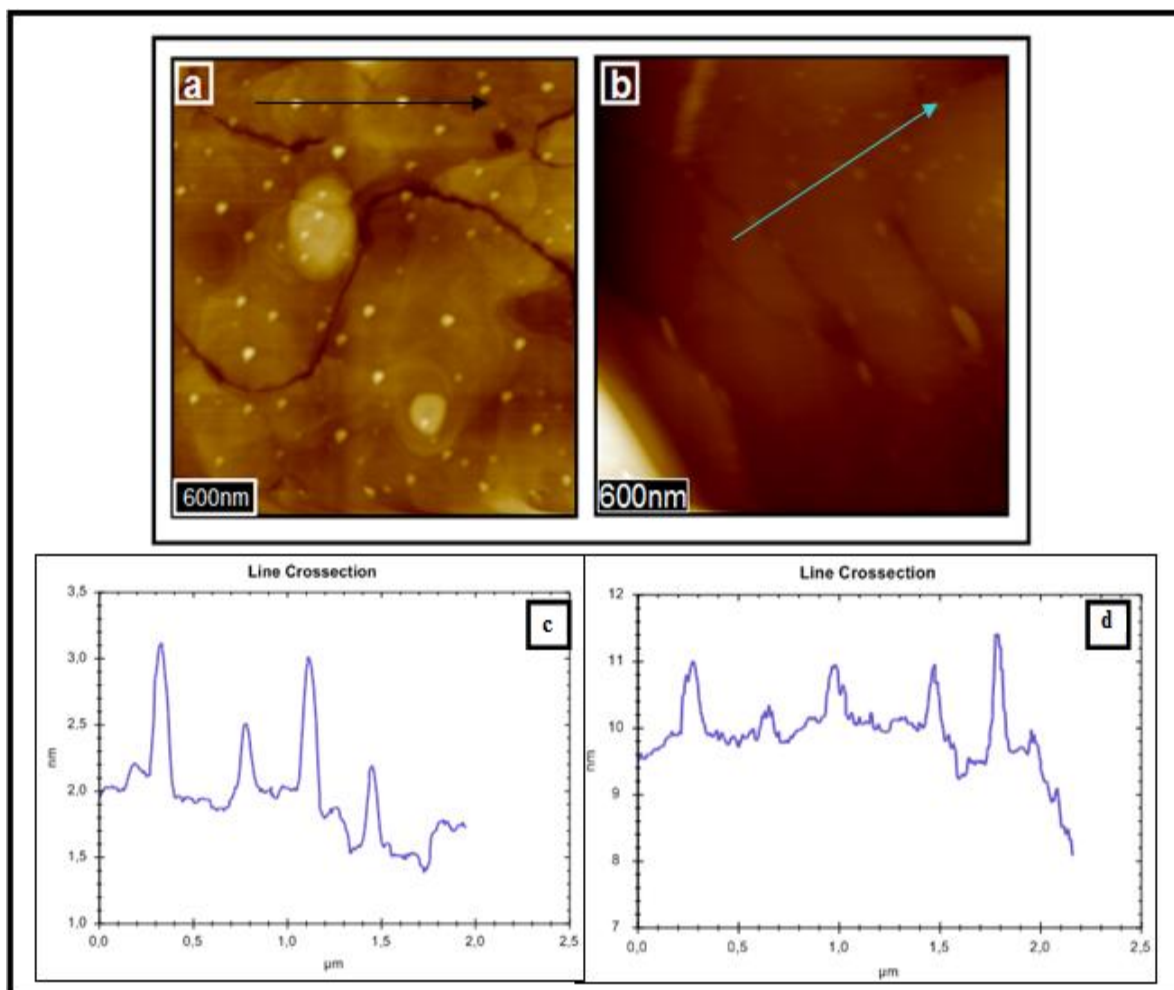 a
b
600nm
600nm
Line Crossection
c
3,5
3,0
2,5
2,0
1,5
1,0
nm
0,0 0,5 1,0 1,5 2,0 2,5
µm
Line Crossection
d
12
11
10
9
8
7
nm
0,0 0,5 1,0 1,5 2,0 2,5
µm